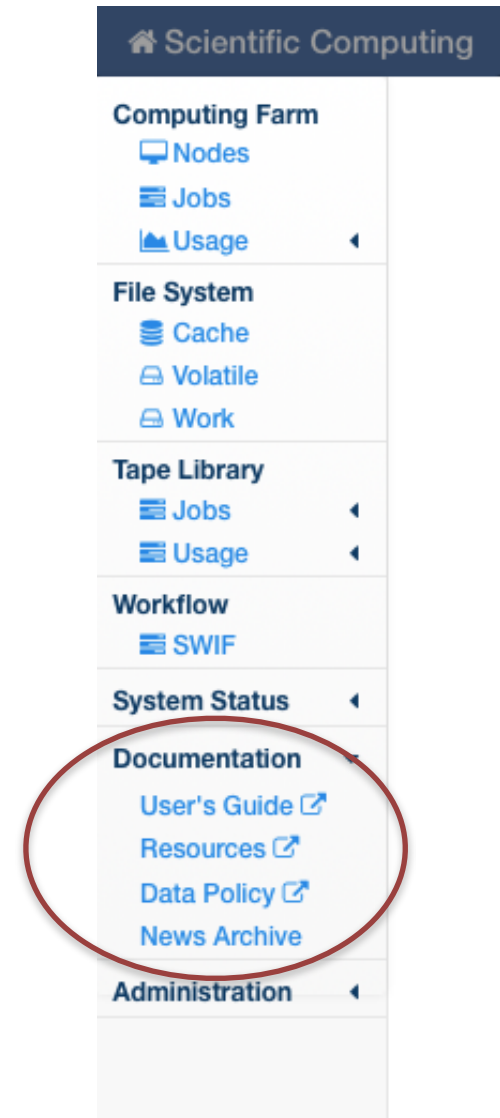 Scientific Computing
Computing Farm
Nodes
Jobs
Usage
File System
Cache
Volatile
Work
Tape Library
Jobs
Usage
Workflow
SWIF
System Status
Documentation
User's Guide
Resources
Data Policy
News Archive
Administration